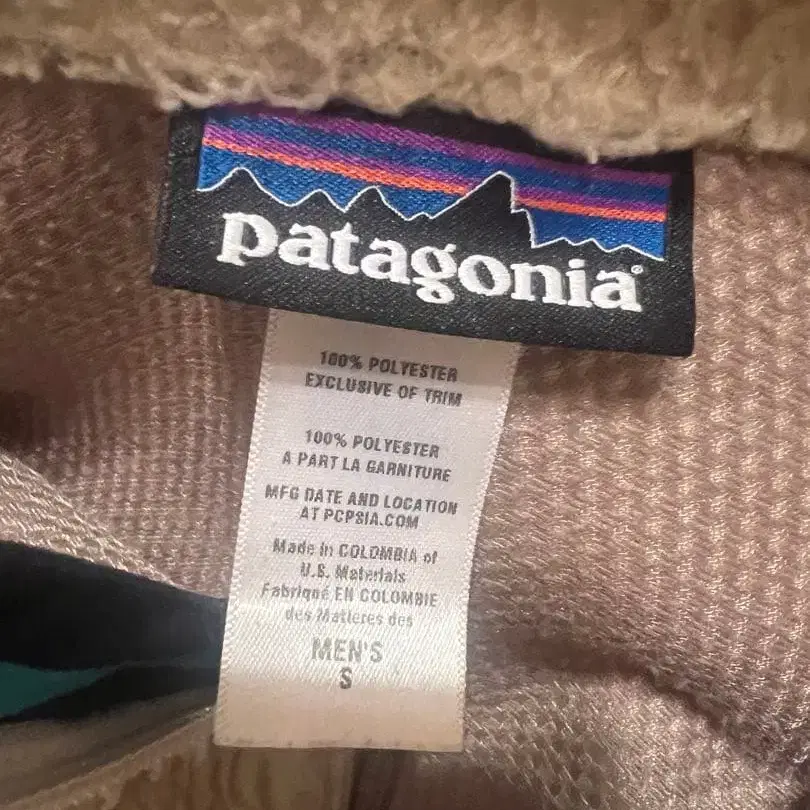 patagonia®
100% POLYESTER
EXCLUSIVE OF TRIM
100% POLYESTER
A PART LA GARNITURE
MFG DATE AND LOCATION
AT PCPSIA.COM
Made in COLOMBIA of
U.S. Materials
Fabriqué EN COLOMBIE
des Matieres des
MEN'S
S